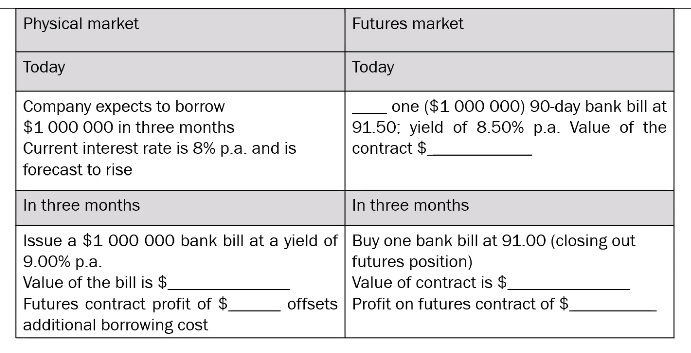 Physical market
Futures market
Today
Today
Company expects to borrow
$1 000 000 in three months
Current interest rate is 8% p.a. and is
forecast to rise
____ one ($1 000 000) 90-day bank bill at
91.50; yield of 8.50% p.a. Value of the
contract $____________
In three months
In three months
Issue a $1 000 000 bank bill at a yield of
9.00% p.a.
Value of the bill is $______________
Futures contract profit of $______ offsets
additional borrowing cost
Buy one bank bill at 91.00 (closing out
futures position)
Value of contract is $______________
Profit on futures contract of $__________